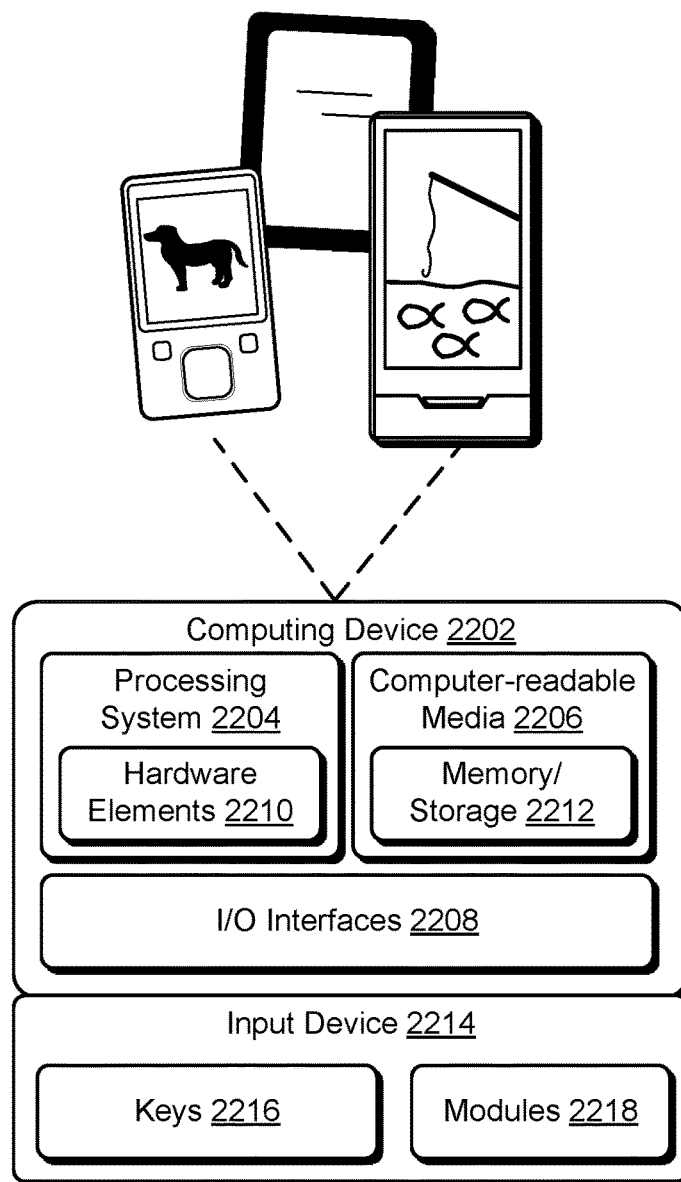 Computing Device 2202
Processing
System 2204
Hardware
Elements 2210
Computer-readable
Media 2206
Memory/
Storage 2212
I/O Interfaces 2208
Input Device 2214
Keys 2216
Modules 2218